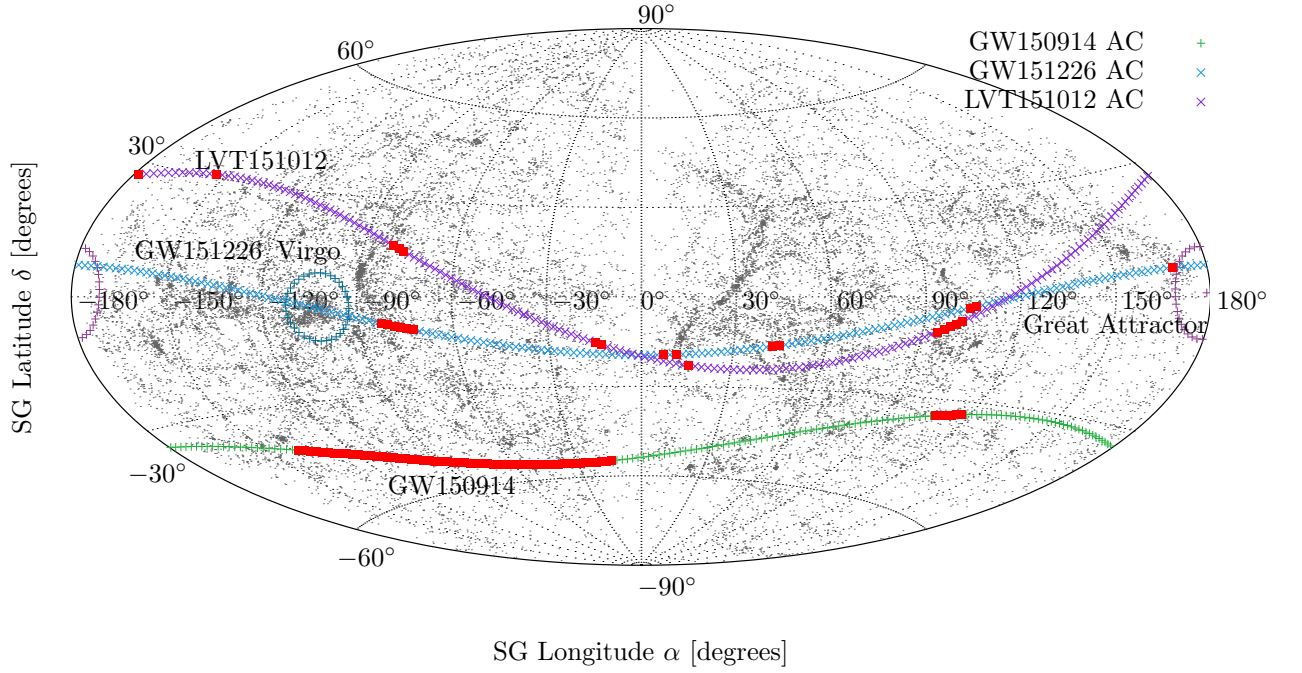 90°
60°
GW150914 AC
GW151226 AC
LVT151012 AC
30°
LVT151012
GW151226 Virgo
−180° −150° −120° −90° −60° −30° 0° 30° 60° 90° 120° 150° 180°
Great Attractor
−30°
GW150914
−60°
−90°
SG Latitude δ [degrees]
SG Longitude α [degrees]